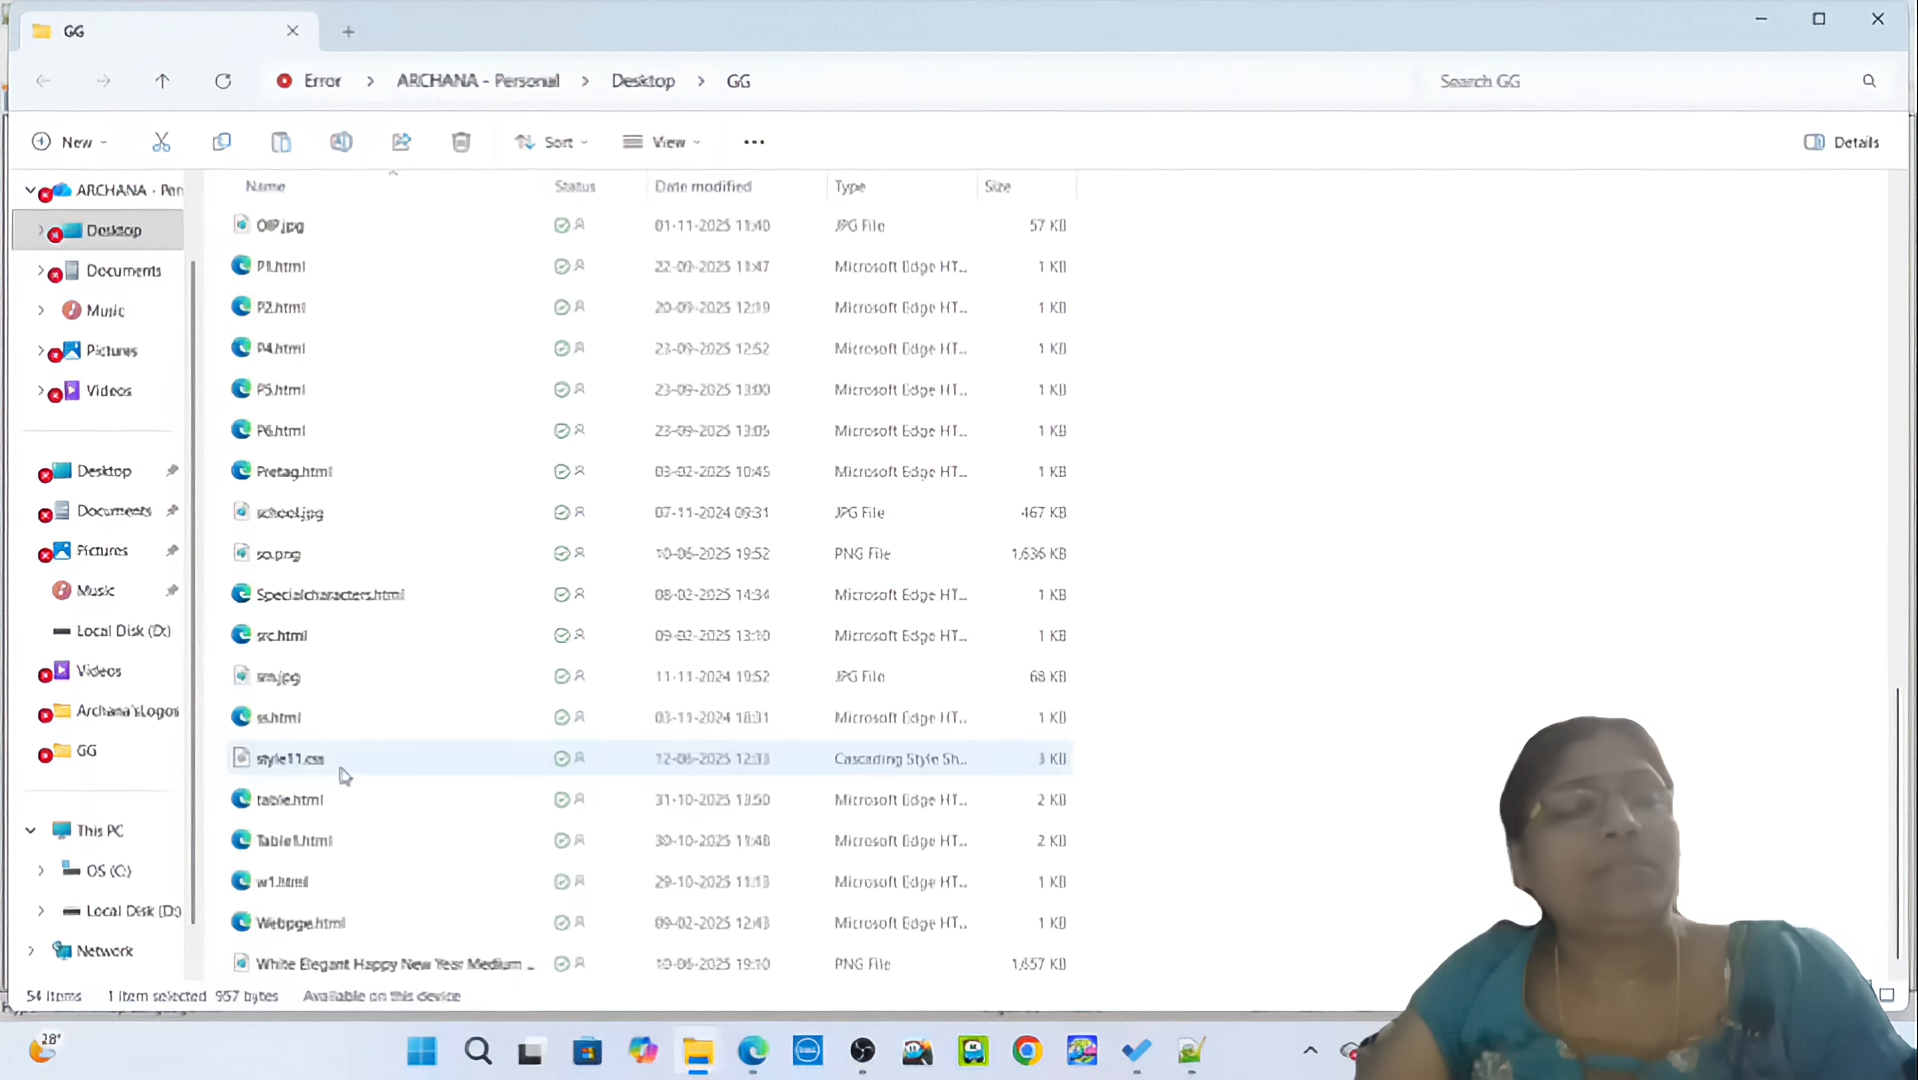 GG
Error > ARCHANA - Personal > Desktop > GG
Search GG
New Sort View ... Details
Name Status Date modified Type Size
ARCHANA - Per
Desktop
Documents
Music
Pictures
Videos
Desktop
Documents
Pictures
Music
Local Disk (D:)
Videos
Archana'sLogos
GG
This PC
OS (C:)
Local Disk (D:)
Network
01-11-2025 11:40 JPG File 57 KB
P1.html 22-09-2025 11:47 Microsoft Edge HT... 1 KB
P2.html 20-09-2025 12:19 Microsoft Edge HT... 1 KB
P4.html 23-09-2025 12:52 Microsoft Edge HT... 1 KB
P5.html 23-09-2025 13:00 Microsoft Edge HT... 1 KB
P6.html 23-09-2025 13:05 Microsoft Edge HT... 1 KB
Pretag.html 03-02-2025 10:45 Microsoft Edge HT... 1 KB
school.jpg 07-11-2024 09:31 JPG File 467 KB
so.png 10-06-2025 19:52 PNG File 1,636 KB
Specialcharacters.html 08-02-2025 14:34 Microsoft Edge HT... 1 KB
src.html 09-02-2025 13:10 Microsoft Edge HT... 1 KB
11-11-2024 19:52 JPG File 68 KB
ss.html 03-11-2024 18:31 Microsoft Edge HT... 1 KB
style11.css 12-06-2025 12:33 Cascading Style Sh... 3 KB
table.html 31-10-2025 13:50 Microsoft Edge HT... 2 KB
Table1.html 30-10-2025 11:48 Microsoft Edge HT... 2 KB
w1.html 29-10-2025 11:13 Microsoft Edge HT... 1 KB
Webpge.html 09-02-2025 12:43 Microsoft Edge HT... 1 KB
White Elegant Happy New Year Medium ... 10-06-2025 19:10 PNG File 1,657 KB
54 items 1 item selected 957 bytes Available on this device
28°
DELL